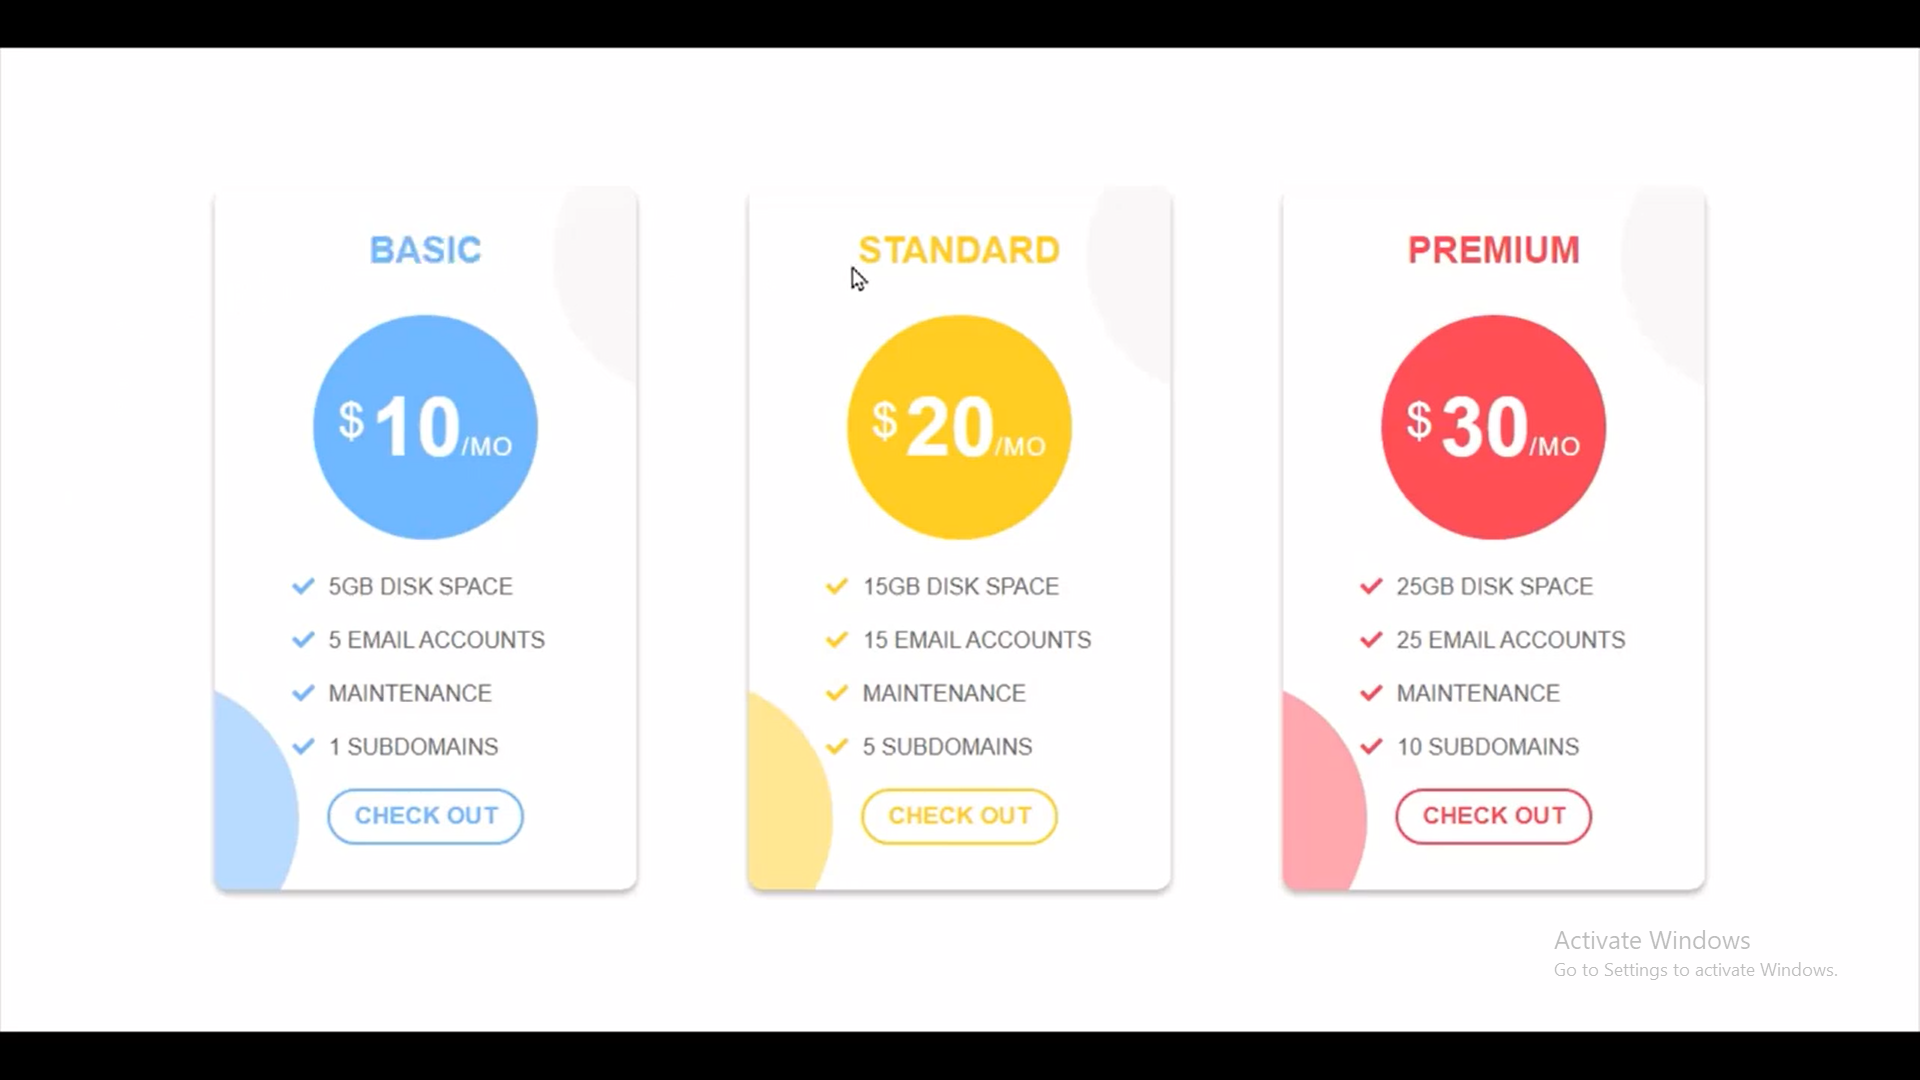 BASIC
$10/MO
5GB DISK SPACE
5 EMAIL ACCOUNTS
MAINTENANCE
1 SUBDOMAINS
CHECK OUT
STANDARD
$20/MO
15GB DISK SPACE
15 EMAIL ACCOUNTS
MAINTENANCE
5 SUBDOMAINS
CHECK OUT
PREMIUM
$30/MO
25GB DISK SPACE
25 EMAIL ACCOUNTS
MAINTENANCE
10 SUBDOMAINS
CHECK OUT
Activate Windows
Go to Settings to activate Windows.